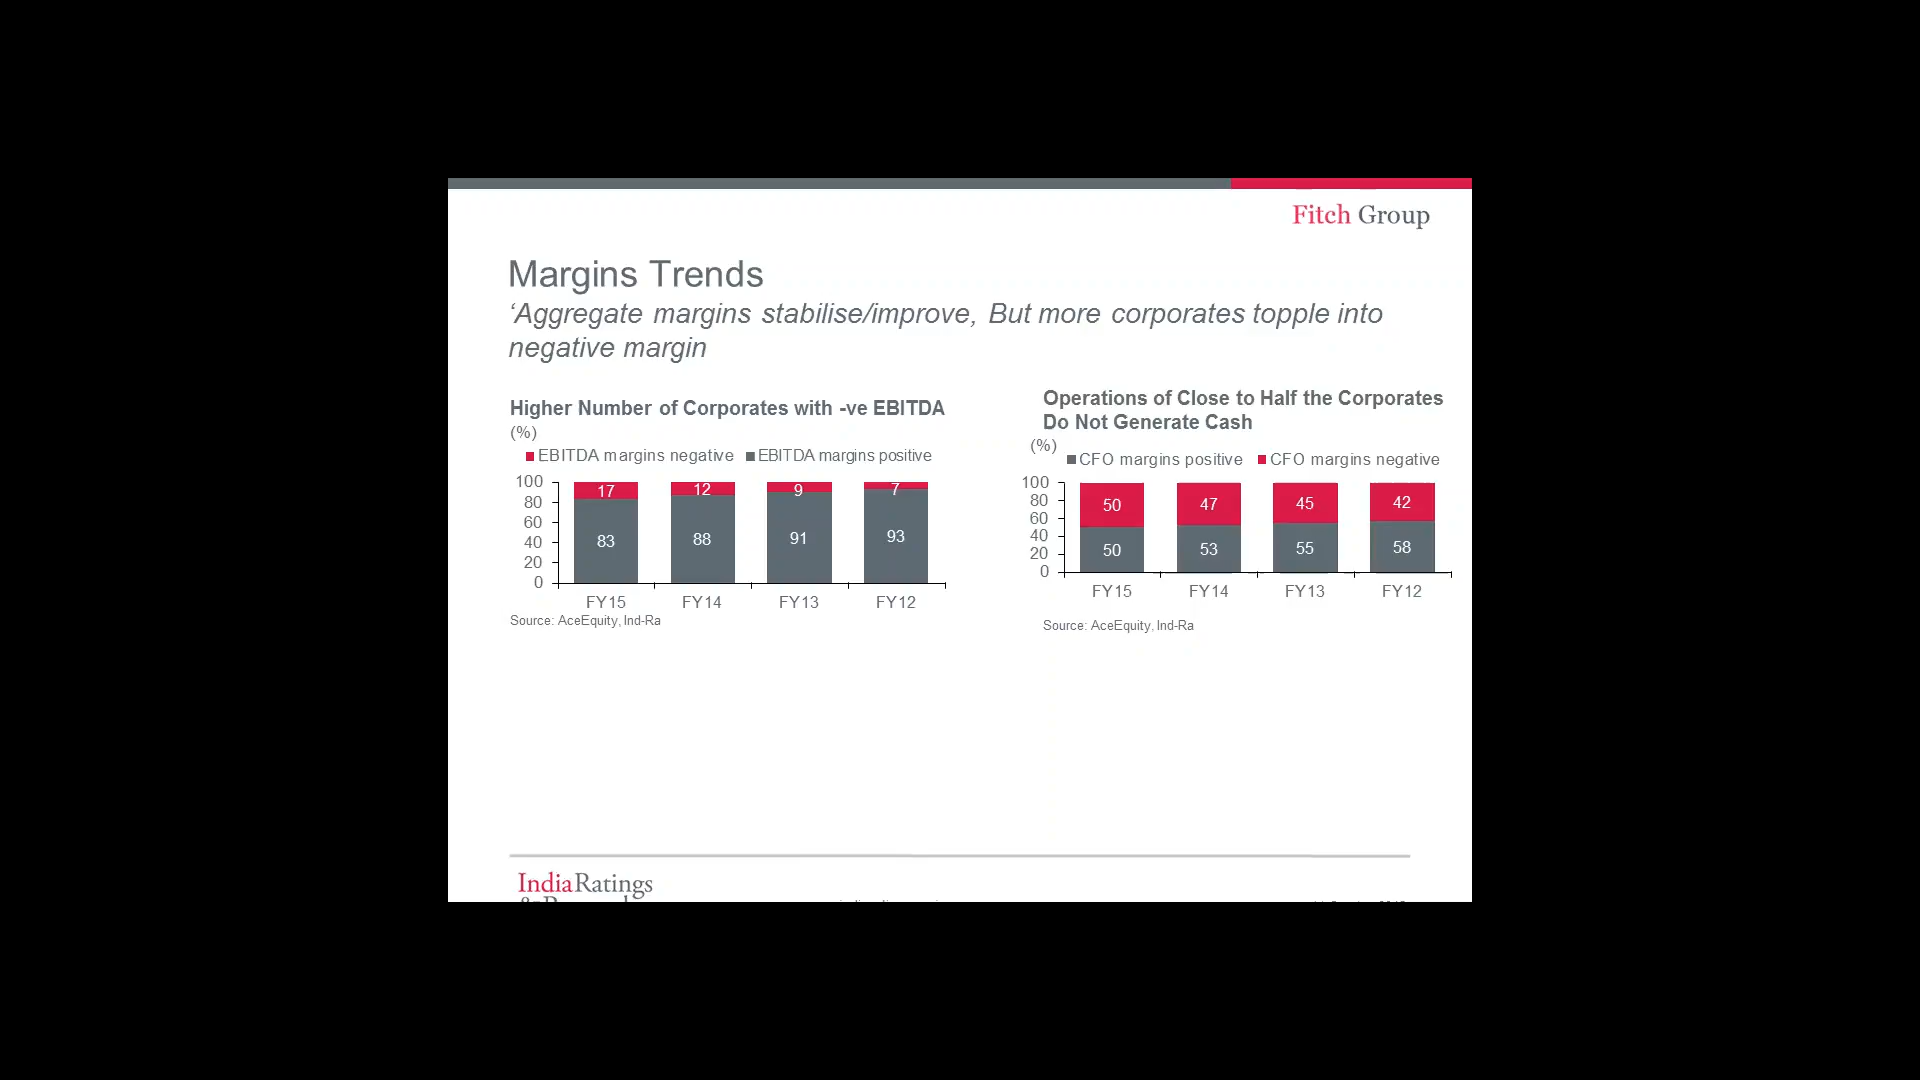 Fitch Group
Margins Trends
‘Aggregate margins stabilise/improve, But more corporates topple into
negative margin
Higher Number of Corporates with -ve EBITDA
(%)
EBITDA margins negative EBITDA margins positive
100
80
60
40
20
0
17 12 9 7
83 88 91 93
FY15 FY14 FY13 FY12
Source: AceEquity, Ind-Ra
Operations of Close to Half the Corporates
Do Not Generate Cash
(%)
CFO margins positive CFO margins negative
100
80
60
40
20
0
50 47 45 42
50 53 55 58
FY15 FY14 FY13 FY12
Source: AceEquity, Ind-Ra
IndiaRatings